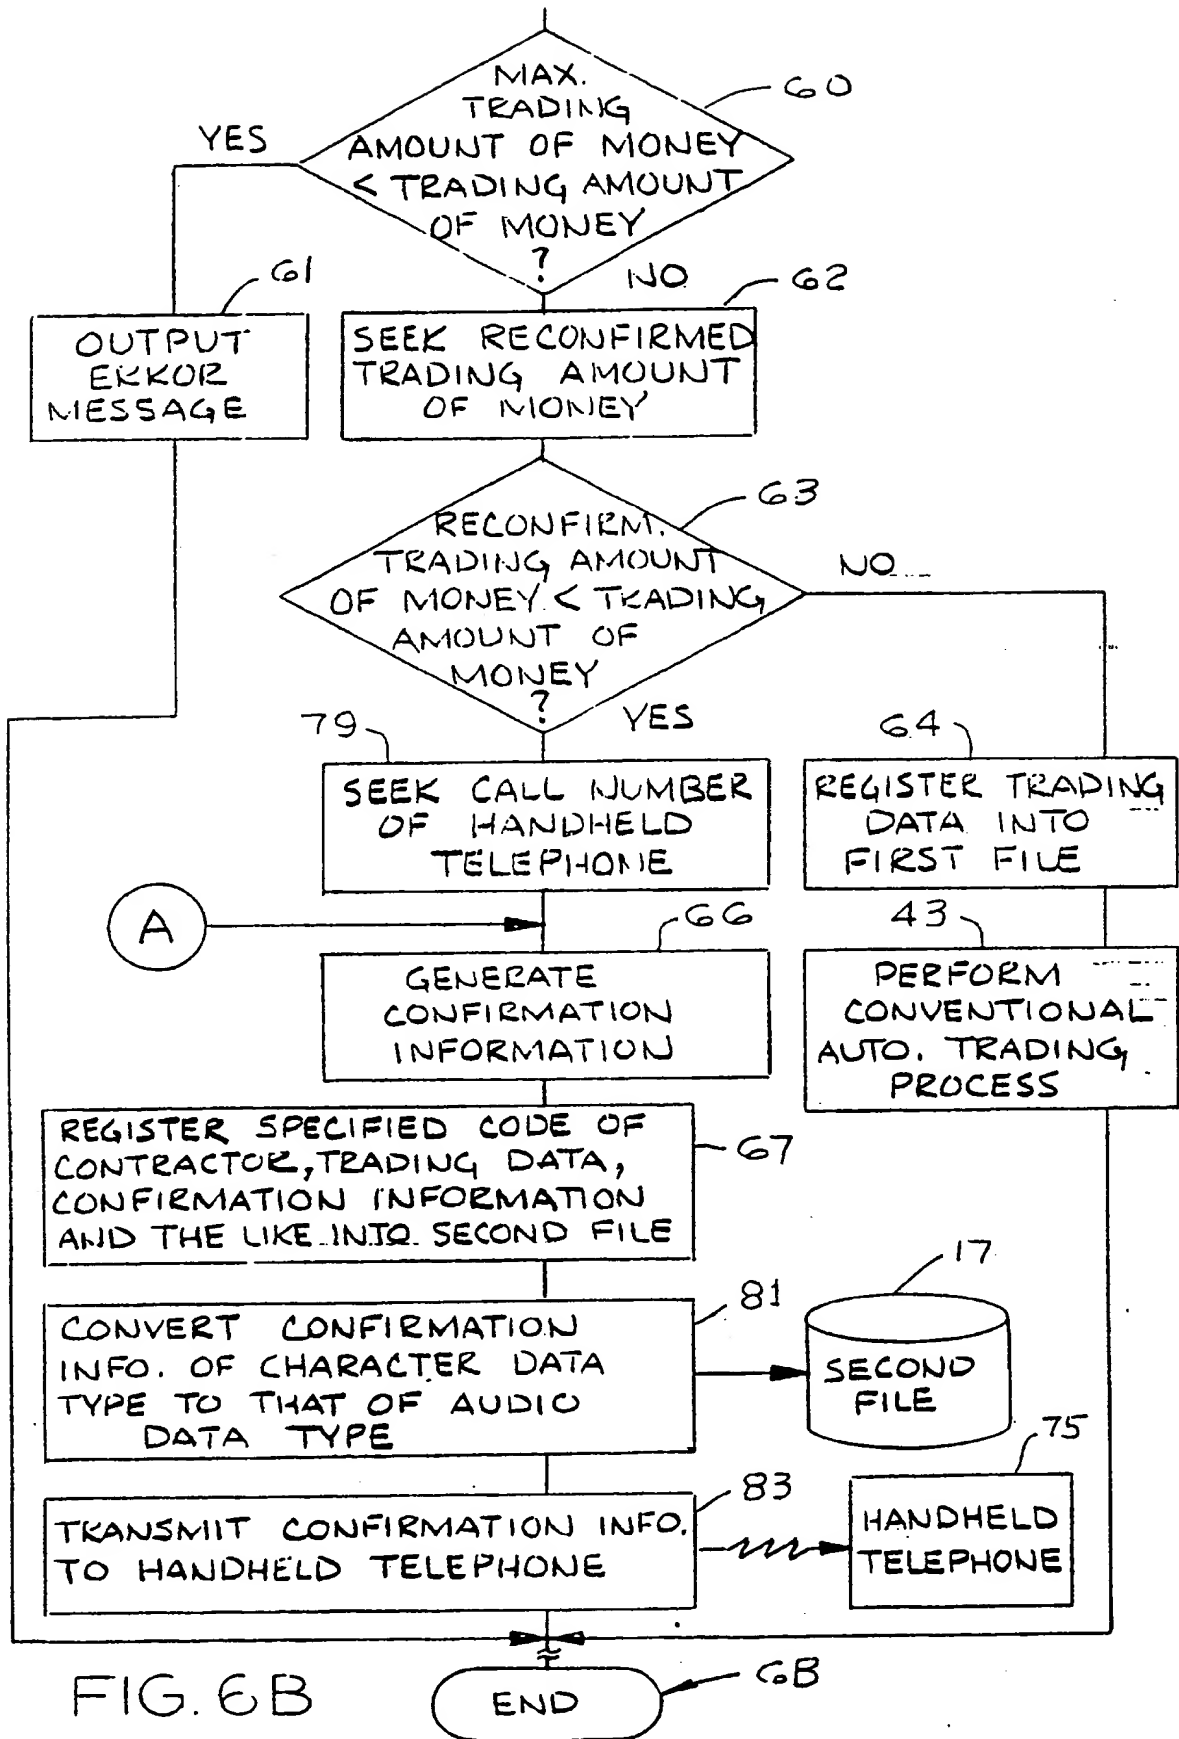 MAX.
TRADING
AMOUNT OF MONEY
< TRADING AMOUNT
OF MONEY
?
60
YES
NO
61
OUTPUT
ERROR
MESSAGE
62
SEEK RECONFIRMED
TRADING AMOUNT
OF MONEY
63
RECONFIRM.
TRADING AMOUNT
OF MONEY < TRADING
AMOUNT OF
MONEY
?
NO
YES
79
SEEK CALL NUMBER
OF HANDHELD
TELEPHONE
64
REGISTER TRADING
DATA INTO
FIRST FILE
A
66
GENERATE
CONFIRMATION
INFORMATION
43
PERFORM
CONVENTIONAL
AUTO. TRADING
PROCESS
REGISTER SPECIFIED CODE OF
CONTRACTOR, TRADING DATA,
CONFIRMATION INFORMATION
AND THE LIKE INTO SECOND FILE
67
CONVERT CONFIRMATION
INFO. OF CHARACTER DATA
TYPE TO THAT OF AUDIO
DATA TYPE
81
17
SECOND
FILE
TRANSMIT CONFIRMATION INFO.
TO HANDHELD TELEPHONE
83
75
HANDHELD
TELEPHONE
FIG. 6B
END
6B